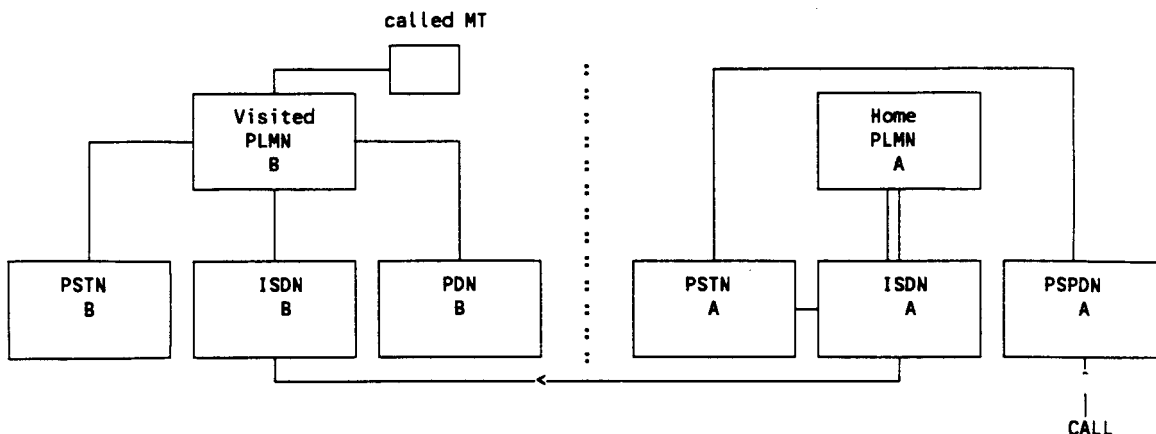 called MT
Visited
PLMN
B
Home
PLMN
A
PSTN
B
ISDN
B
PDN
B
PSTN
A
ISDN
A
PSPDN
A
<
^
CALL